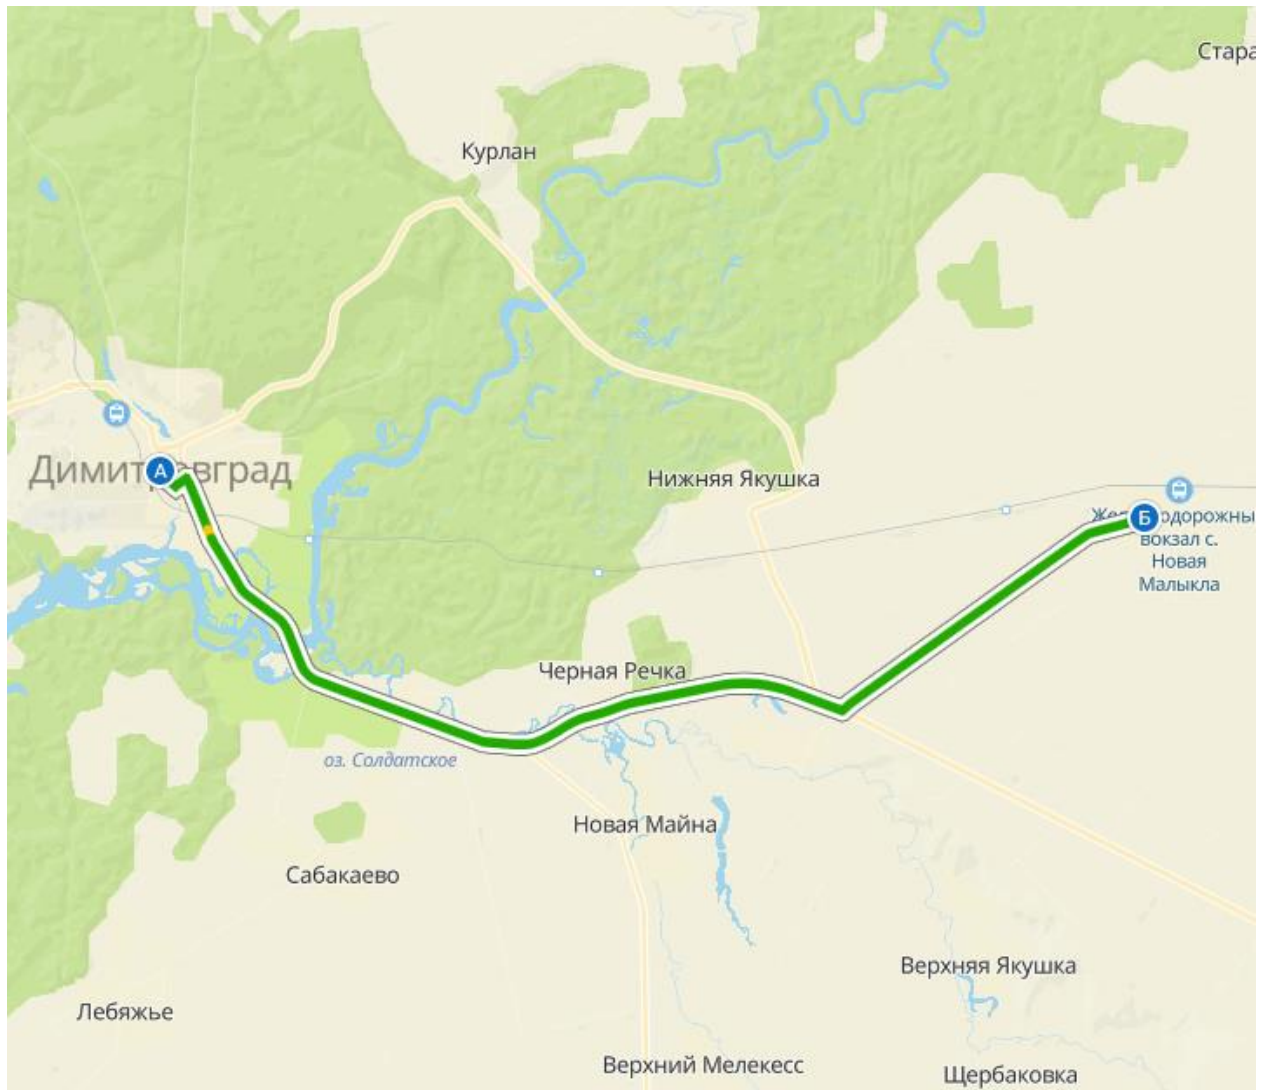 Стара
Курлан
Димитровград
А
Нижняя Якушка
Б
Железнодорожны
вокзал с.
Новая
Малыкла
Черная Речка
оз. Солдатское
Новая Майна
Сабакаево
Верхняя Якушка
Лебяжье
Верхний Мелекесс
Щербаковка